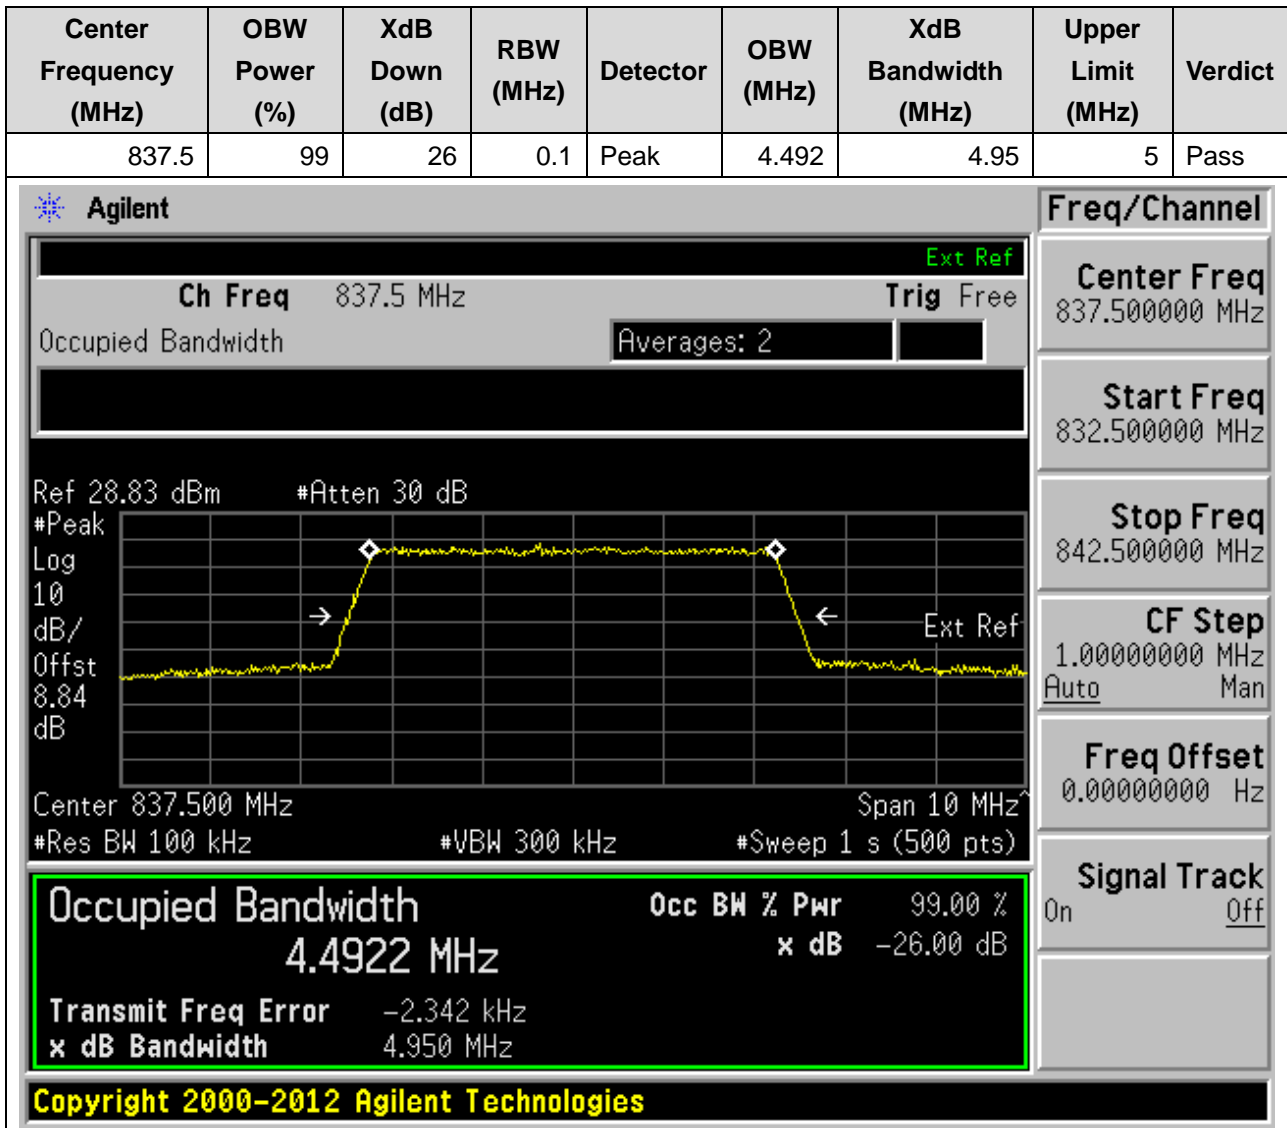 Center Frequency (MHz) OBW Power (%) XdB Down (dB) RBW (MHz) Detector OBW (MHz) XdB Bandwidth (MHz) Upper Limit (MHz) Verdict
837.5 99 26 0.1 Peak 4.492 4.95 5 Pass
Agilent
Freq/Channel
Ext Ref
Ch Freq 837.5 MHz Trig Free
Occupied Bandwidth Averages: 2
Center Freq
837.500000 MHz
Start Freq
832.500000 MHz
Stop Freq
842.500000 MHz
CF Step
1.00000000 MHz
Auto Man
Freq Offset
0.00000000 Hz
Signal Track
On Off
Ref 28.83 dBm #Atten 30 dB
#Peak
Log
10
dB/
Offst
8.84
dB
Ext Ref
Center 837.500 MHz Span 10 MHz^
#Res BW 100 kHz #VBW 300 kHz #Sweep 1 s (500 pts)
Occupied Bandwidth Occ BW % Pwr 99.00 %
4.4922 MHz x dB -26.00 dB
Transmit Freq Error -2.342 kHz
x dB Bandwidth 4.950 MHz
Copyright 2000-2012 Agilent Technologies